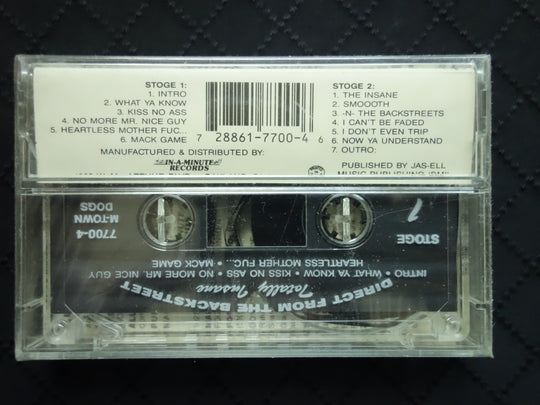 STOGE 1:
1. INTRO
2. WHAT YA KNOW
3. KISS NO ASS
4. NO MORE MR. NICE GUY
5. HEARTLESS MOTHER FUC...
6. MACK GAME
7 28861-7700-4 6
STOGE 2:
1. THE INSANE
2. SMOOOTH
3. -N- THE BACKSTREETS
4. I CAN'T BE FADED
5. I DON'T EVEN TRIP
6. NOW YA UNDERSTAND
7. OUTRO:
MANUFACTURED & DISTRIBUTED BY:
IN-A-MINUTE
RECORDS
PUBLISHED BY JAS-ELL
MUSIC PUBLISHING (BMI)
DIRECT FROM THE BACKSTREET
Totally Insane
INTRO • WHAT YA KNOW • KISS NO ASS • NO MORE MR. NICE GUY
HEARTLESS MOTHER FUC... • MACK GAME
STOGE
1
7700-4
M-TOWN
DOGS